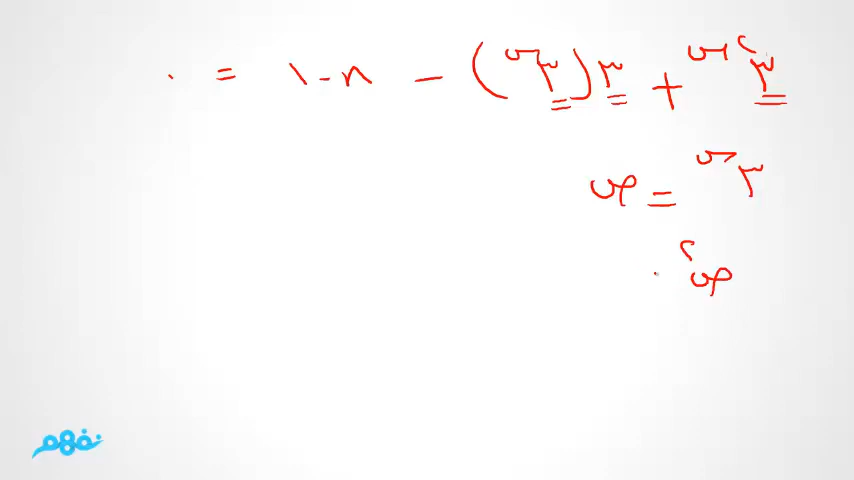 ٣^٢س + ٣(٣^س) − ١٠٨ = ٠
٣^س = ص
ص^٢
نفهم